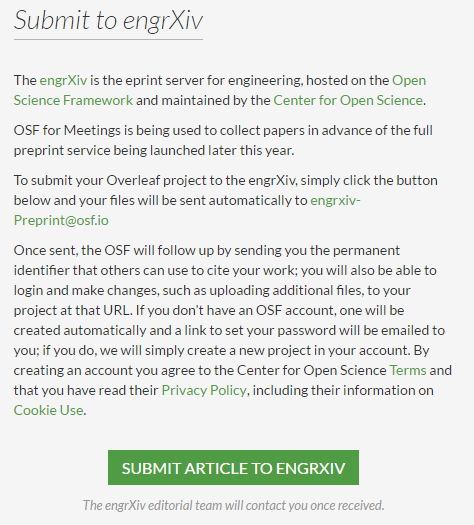 Submit to engrXiv
The engrXiv is the eprint server for engineering, hosted on the Open
Science Framework and maintained by the Center for Open Science.
OSF for Meetings is being used to collect papers in advance of the full
preprint service being launched later this year.
To submit your Overleaf project to the engrXiv, simply click the button
below and your files will be sent automatically to engrxiv-
Preprint@osf.io
Once sent, the OSF will follow up by sending you the permanent
identifier that others can use to cite your work; you will also be able to
login and make changes, such as uploading additional files, to your
project at that URL. If you don't have an OSF account, one will be
created automatically and a link to set your password will be emailed to
you; if you do, we will simply create a new project in your account. By
creating an account you agree to the Center for Open Science Terms and
that you have read their Privacy Policy, including their information on
Cookie Use.
SUBMIT ARTICLE TO ENGRXIV
The engrXiv editorial team will contact you once received.